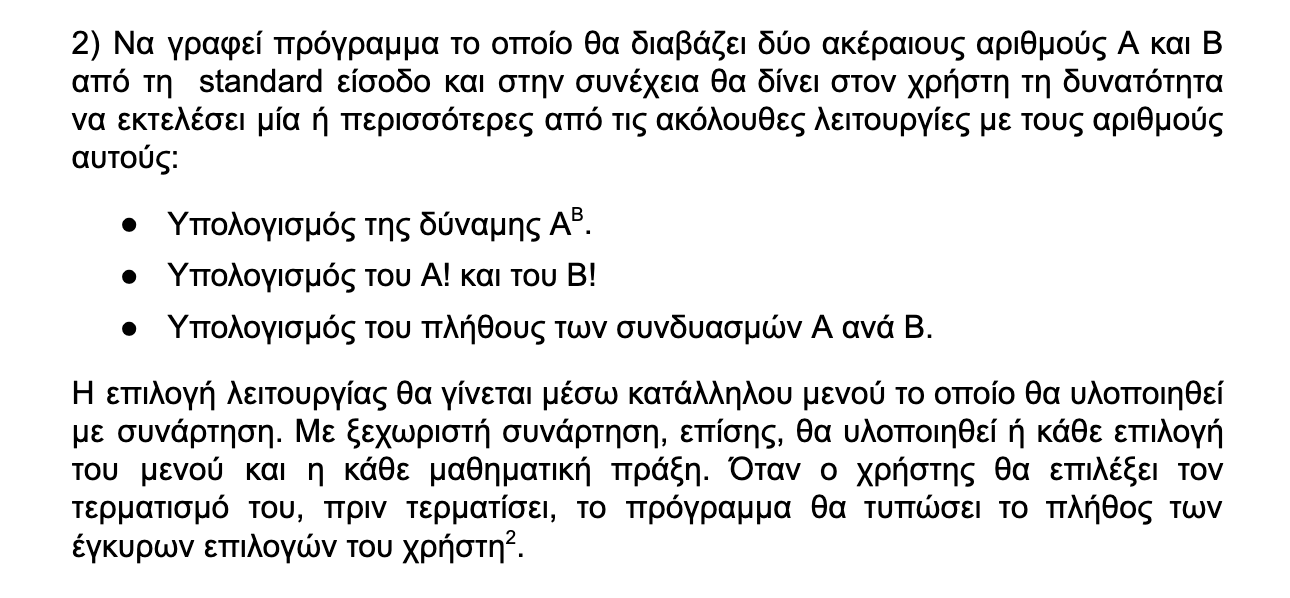 2) Να γραφεί πρόγραμμα το οποίο θα διαβάζει δύο ακέραιους αριθμούς Α και Β
από τη standard είσοδο και στην συνέχεια θα δίνει στον χρήστη τη δυνατότητα
να εκτελέσει μία ή περισσότερες από τις ακόλουθες λειτουργίες με τους αριθμούς
αυτούς:
● Υπολογισμός της δύναμης Α<sup>Β</sup>.
● Υπολογισμός του Α! και του Β!
● Υπολογισμός του πλήθους των συνδυασμών Α ανά Β.
Η επιλογή λειτουργίας θα γίνεται μέσω κατάλληλου μενού το οποίο θα υλοποιηθεί
με συνάρτηση. Με ξεχωριστή συνάρτηση, επίσης, θα υλοποιηθεί ή κάθε επιλογή
του μενού και η κάθε μαθηματική πράξη. Όταν ο χρήστης θα επιλέξει τον
τερματισμό του, πριν τερματίσει, το πρόγραμμα θα τυπώσει το πλήθος των
έγκυρων επιλογών του χρήστη<sup>2</sup>.